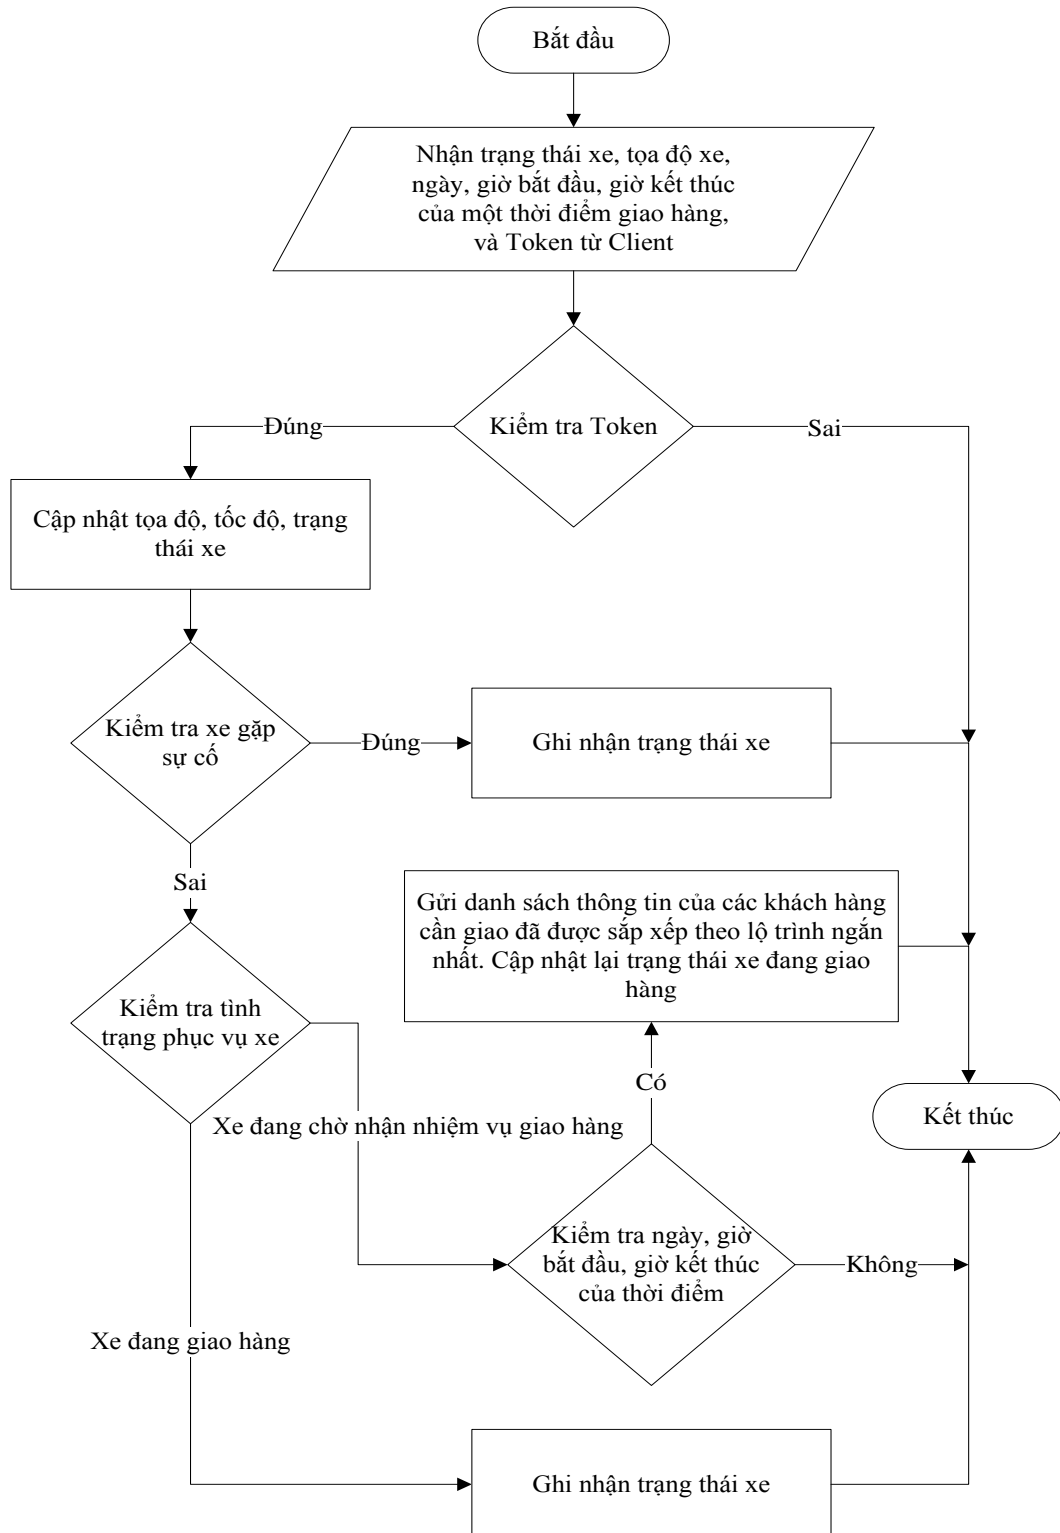 Bắt đầu
Nhận trạng thái xe, tọa độ xe,
ngày, giờ bắt đầu, giờ kết thúc
của một thời điểm giao hàng,
và Token từ Client
Kiểm tra Token
Đúng
Sai
Cập nhật tọa độ, tốc độ, trạng
thái xe
Kiểm tra xe gặp
sự cố
Đúng
Ghi nhận trạng thái xe
Sai
Gửi danh sách thông tin của các khách hàng
cần giao đã được sắp xếp theo lộ trình ngắn
nhất. Cập nhật lại trạng thái xe đang giao
hàng
Kiểm tra tình
trạng phục vụ xe
Có
Xe đang chờ nhận nhiệm vụ giao hàng
Kết thúc
Kiểm tra ngày, giờ
bắt đầu, giờ kết thúc
của thời điểm
Không
Xe đang giao hàng
Ghi nhận trạng thái xe